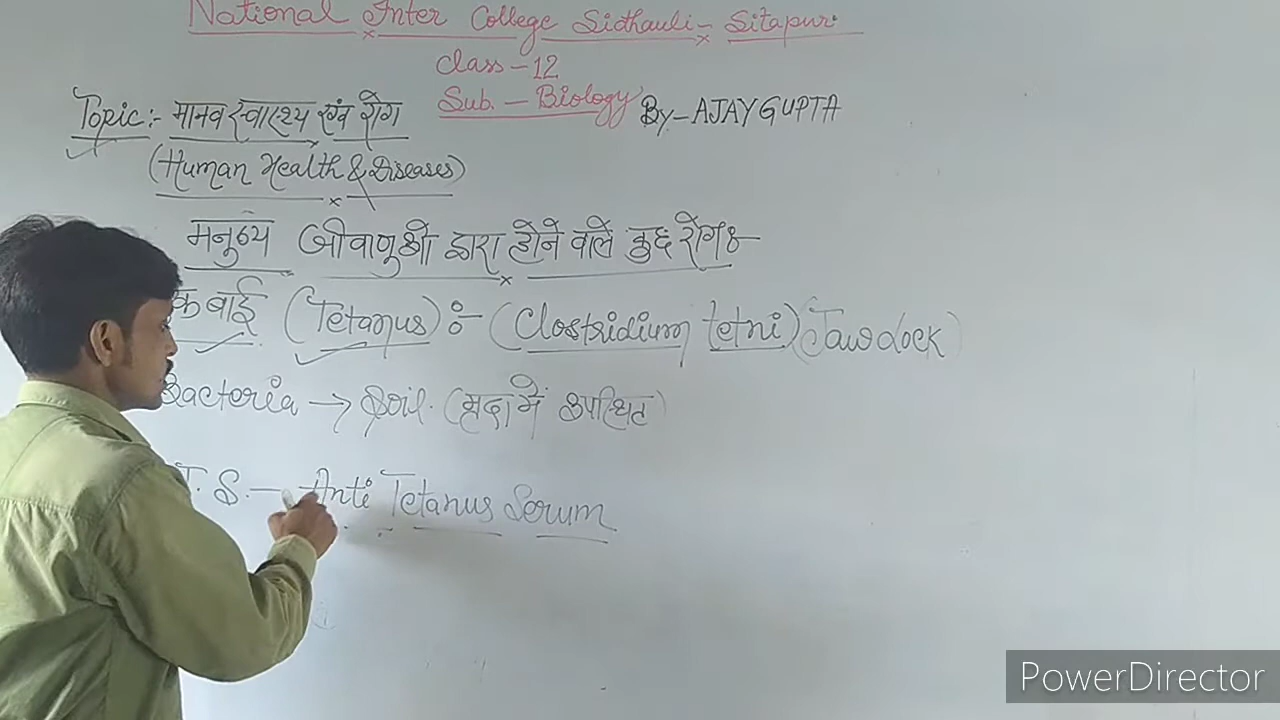 National Inter College Sidhauli- Sitapur
Class-12
Sub.- Biology By-AJAY GUPTA
Topic:- मानव स्वास्थ्य एवं रोग
(Human Health & Diseases)
मनुष्य जीवाणुओ द्वारा होने वाले कुछ रोगः-
बाई (Tetanus):- (Clostridium tetni) (Jaw Lock)
Bacteria → Soil. (मृदा में उपस्थित)
T. S. - Anti Tetanus Serum
PowerDirector